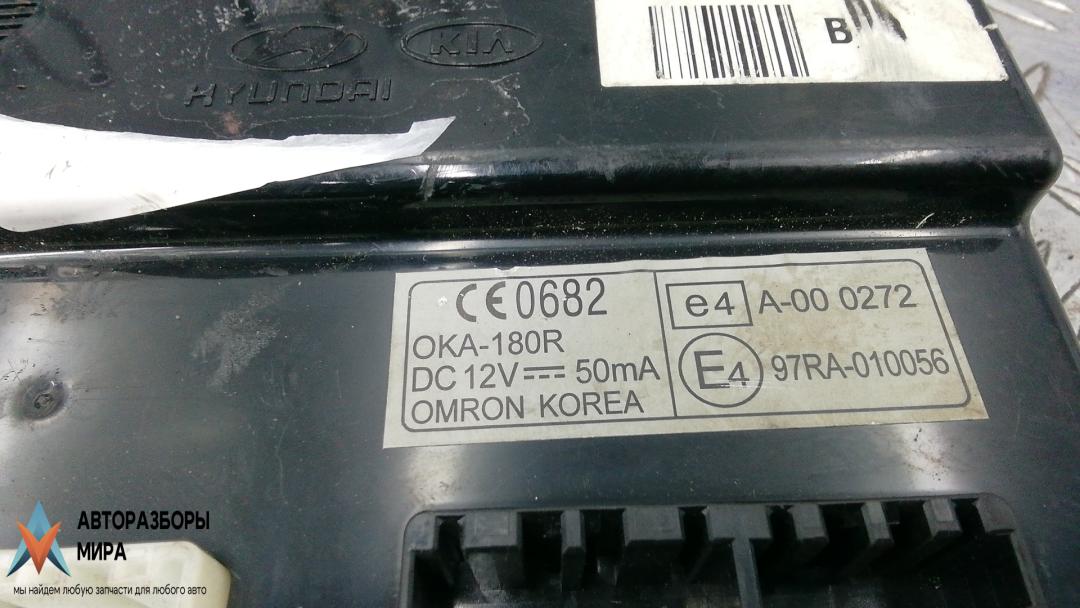 HYUNDAI
KIA
B
CE0682
OKA-180R
DC 12V 50mA
OMRON KOREA
e4 A-00 0272
E4 97RA-010056
АВТОРАЗБОРЫ
МИРА
мы найдем любую запчасти для любого авто